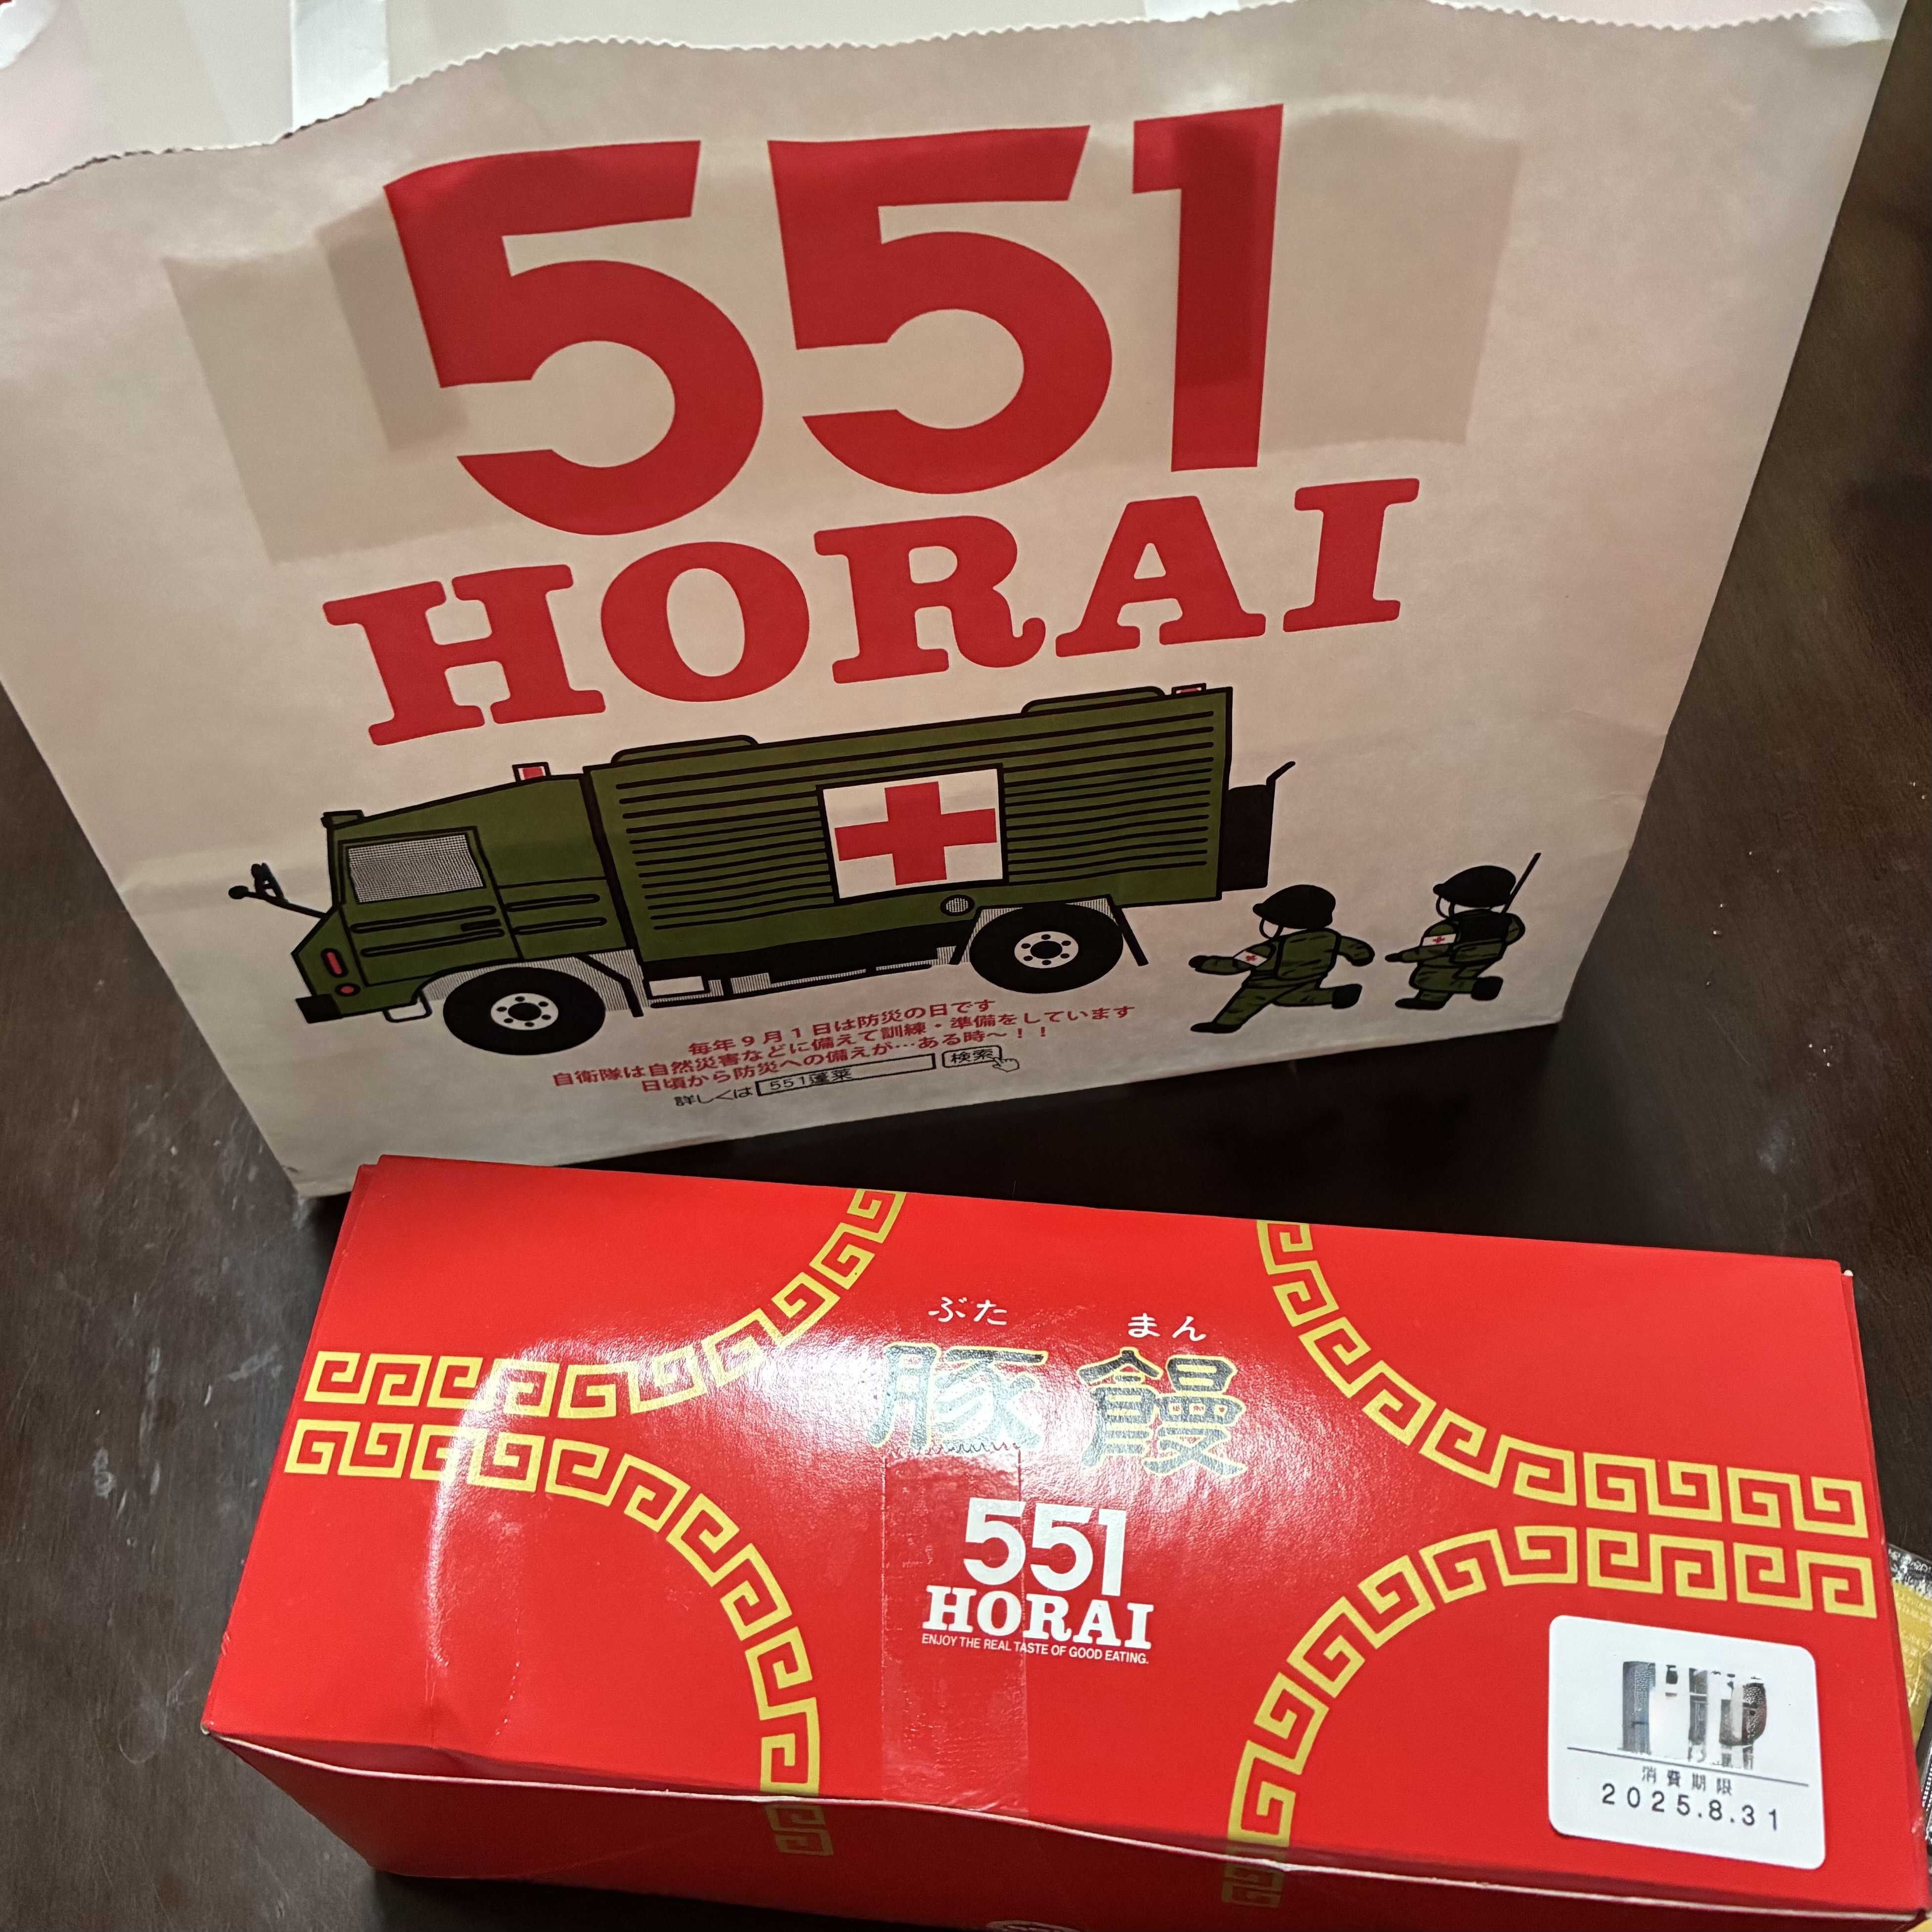 551
HORAI
毎年9月1日は防災の日です
自衛隊は自然災害などに備えて訓練・準備をしています
日頃から防災への備えが…ある時～！！
詳しくは 551蓬莱 検索
ぶた まん
豚饅
551
HORAI
ENJOY THE REAL TASTE OF GOOD EATING.
消費期限
2025.8.31